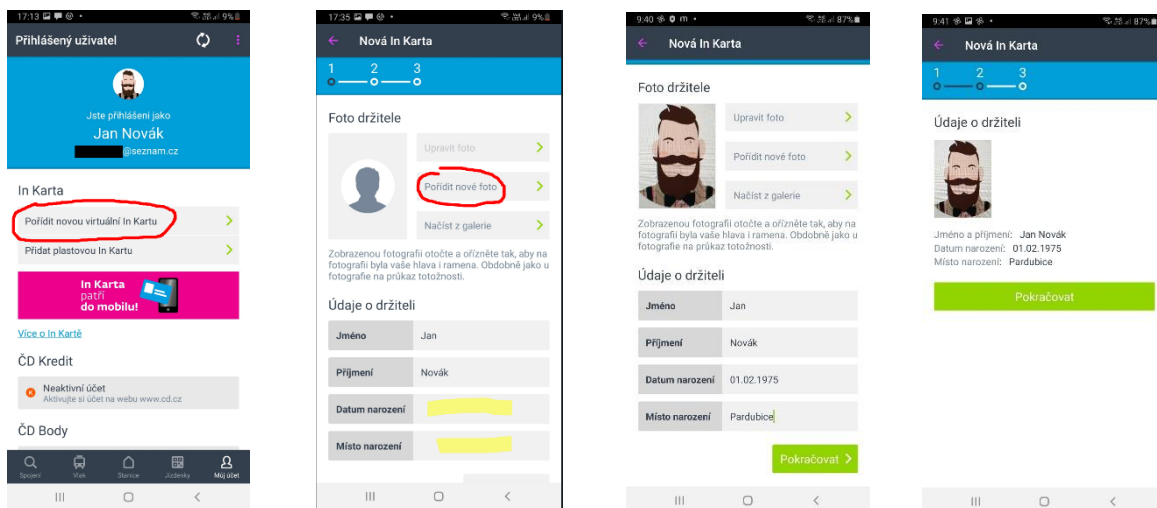 17:13
9%
Přihlášený uživatel
Jste přihlášeni jako
Jan Novák
@seznam.cz
In Karta
Pořídit novou virtuální In Kartu
Přidat plastovou In Kartu
In Karta
patří
do mobilu!
Více o In Kartě
ČD Kredit
Neaktivní účet
Aktivujte si účet na webu www.cd.cz
ČD Body
Spojení
Vlak
Stanice
Jízdenky
Můj účet
17:35
9%
Nová In Karta
1 2 3
Foto držitele
Upravit foto
Pořídit nové foto
Načíst z galerie
Zobrazenou fotografii otočte a ořízněte tak, aby na
fotografii byla vaše hlava i ramena. Obdobně jako u
fotografie na průkaz totožnosti.
Údaje o držiteli
Jméno Jan
Příjmení Novák
Datum narození
Místo narození
9:40
87%
Nová In Karta
Foto držitele
Upravit foto
Pořídit nové foto
Načíst z galerie
Zobrazenou fotografii otočte a ořízněte tak, aby na
fotografii byla vaše hlava i ramena. Obdobně jako u
fotografie na průkaz totožnosti.
Údaje o držiteli
Jméno Jan
Příjmení Novák
Datum narození 01.02.1975
Místo narození Pardubice
Pokračovat
9:41
87%
Nová In Karta
1 2 3
Údaje o držiteli
Jméno a příjmení: Jan Novák
Datum narození: 01.02.1975
Místo narození: Pardubice
Pokračovat